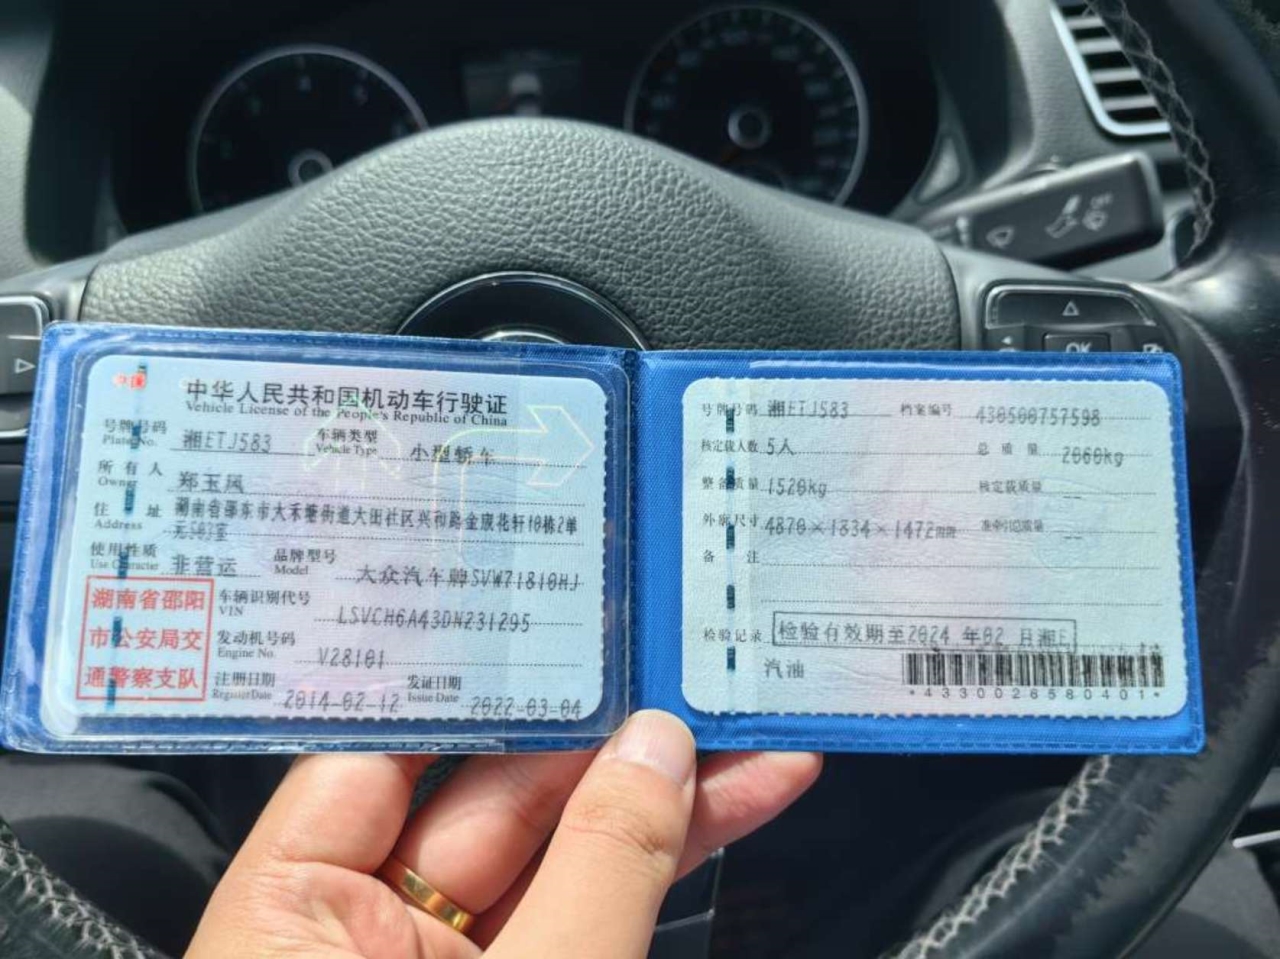 中国
中华人民共和国机动车行驶证
Vehicle License of the People's Republic of China
号牌号码 湘ETJ583 车辆类型 小型轿车
Plate No. Vehicle Type
所有人 郑玉凤
Owner
住址 湖南省邵东市大禾塘街道大田社区兴和路金晟花轩10栋2单
Address 元502室
使用性质 非营运 品牌型号 大众汽车牌SVW71810HJ
Use Character Model
湖南省邵阳
市公安局交
通警察支队
车辆识别代号 LSVCH6A43DN231295
VIN
发动机号码 V28101
Engine No.
注册日期 2014-02-12 发证日期 2022-03-04
Register Date Issue Date
号牌号码 湘ETJ583 档案编号 430500757598
核定载人数 5人 总质量 2060kg
整备质量 1520kg 核定载质量 --
外廓尺寸 4870×1834×1472mm 准牵引总质量 --
备注
检验记录 检验有效期至2024年02月湘E
汽油
*4330026580401*
OK